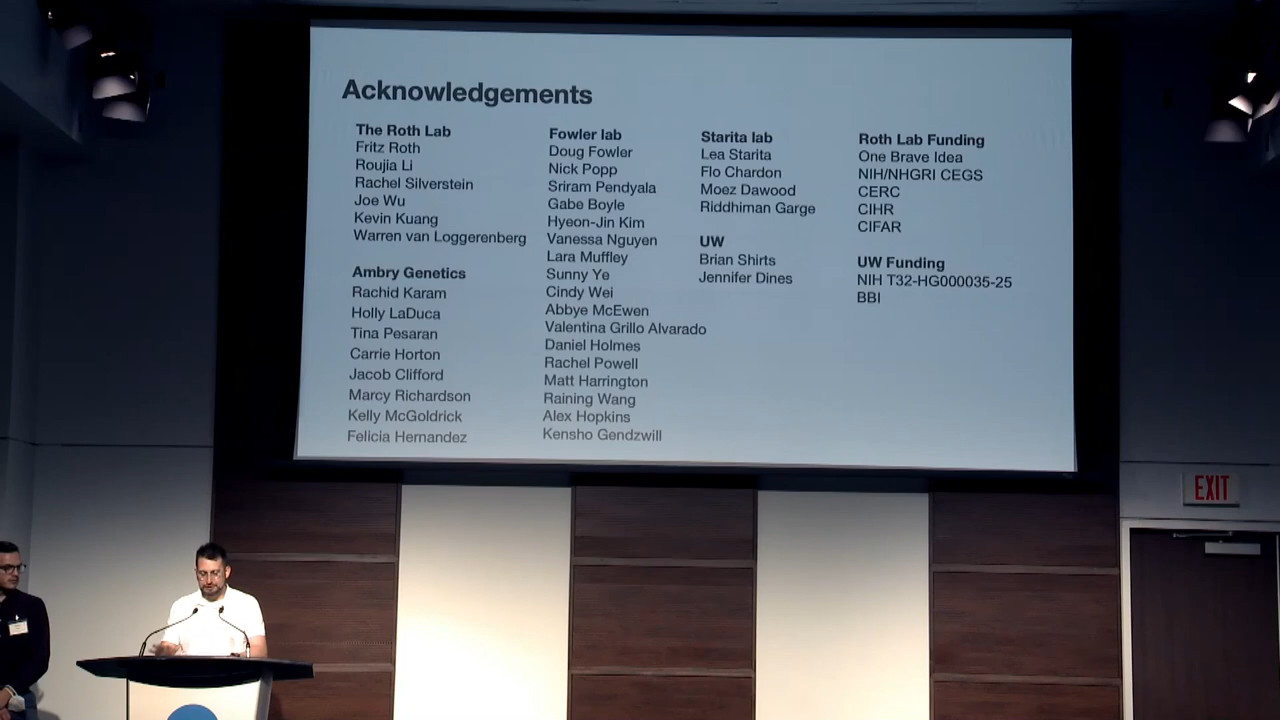 Acknowledgements
The Roth Lab
Fritz Roth
Roujia Li
Rachel Silverstein
Joe Wu
Kevin Kuang
Warren van Loggerenberg
Ambry Genetics
Rachid Karam
Holly LaDuca
Tina Pesaran
Carrie Horton
Jacob Clifford
Marcy Richardson
Kelly McGoldrick
Felicia Hernandez
Fowler lab
Doug Fowler
Nick Popp
Sriram Pendyala
Gabe Boyle
Hyeon-Jin Kim
Vanessa Nguyen
Lara Muffley
Sunny Ye
Cindy Wei
Abbye McEwen
Valentina Grillo Alvarado
Daniel Holmes
Rachel Powell
Matt Harrington
Raining Wang
Alex Hopkins
Kensho Gendzwill
Starita lab
Lea Starita
Flo Chardon
Moez Dawood
Riddhiman Garge
UW
Brian Shirts
Jennifer Dines
Roth Lab Funding
One Brave Idea
NIH/NHGRI CEGS
CERC
CIHR
CIFAR
UW Funding
NIH T32-HG000035-25
BBI
EXIT